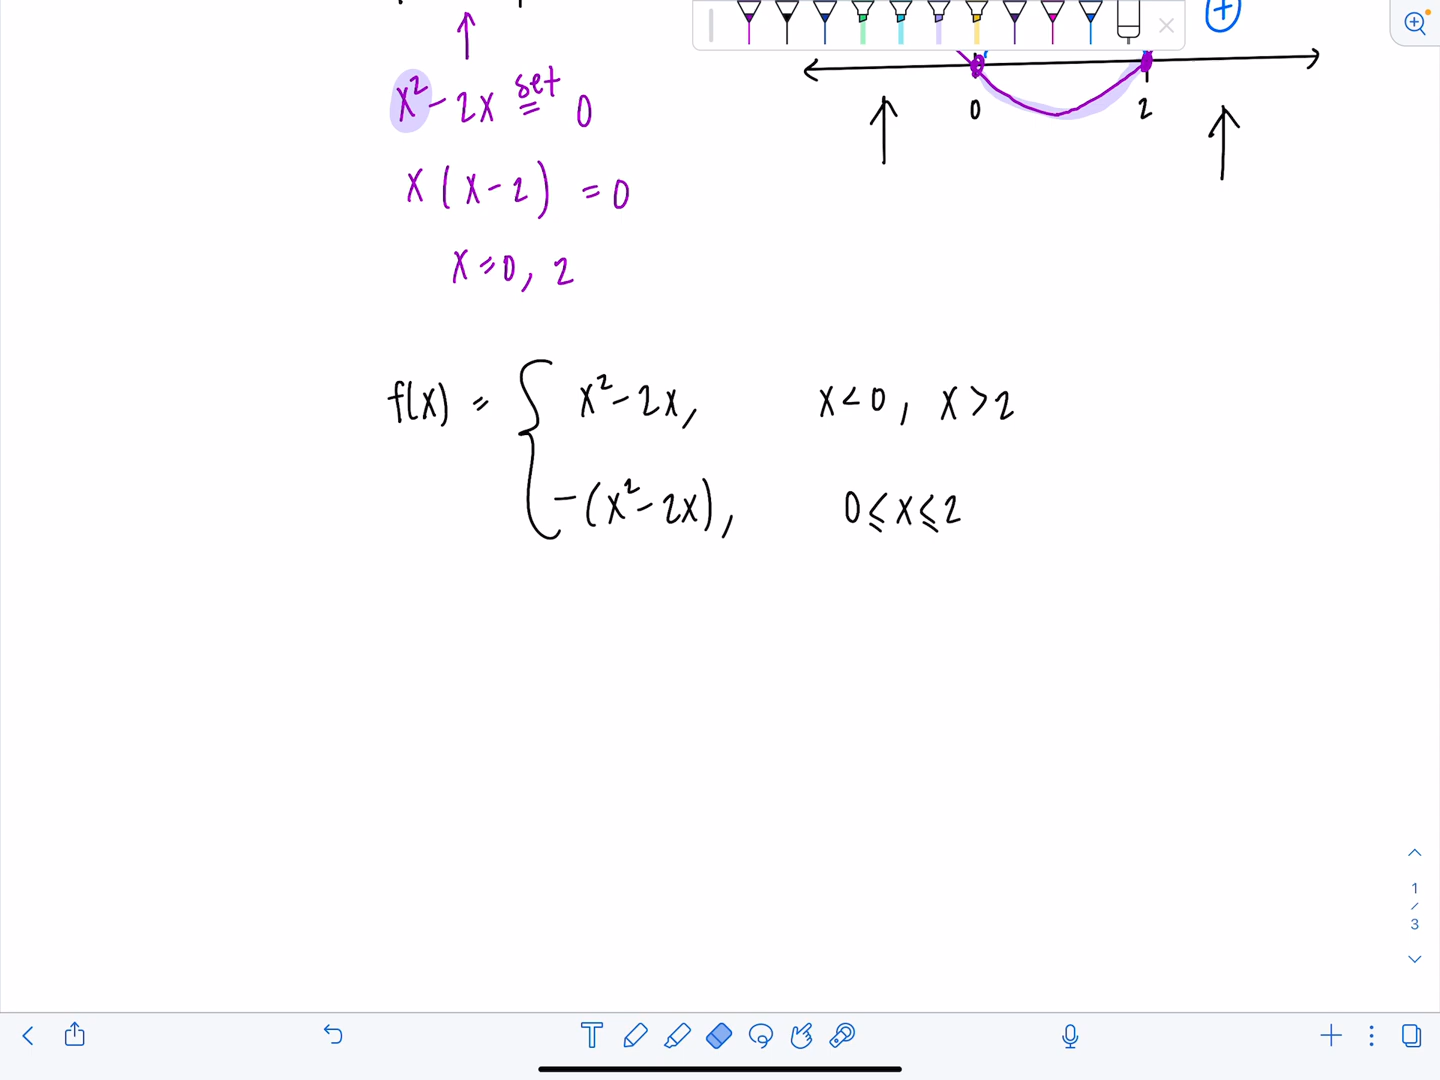 x² - 2x set = 0
0 2
x(x-2) = 0
x = 0, 2
f(x) = { x² - 2x, x < 0, x > 2
-(x² - 2x), 0 ≤ x ≤ 2
1
/
3
T